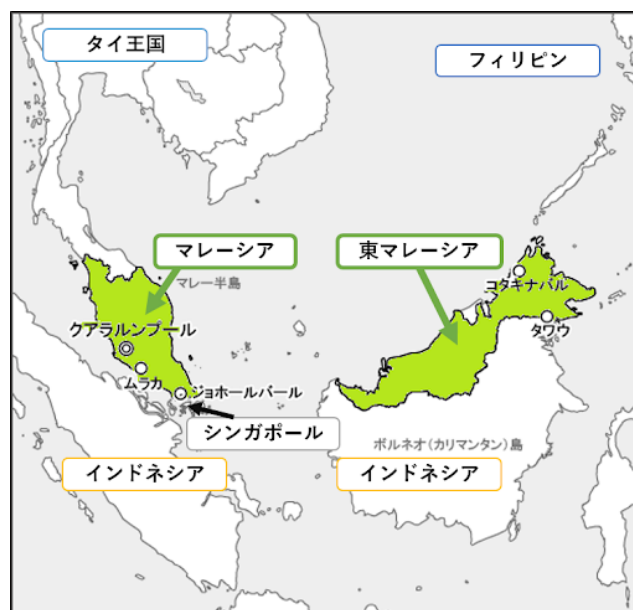 タイ王国
フィリピン
マレーシア
東マレーシア
マレー半島
コタキナバル
クアラルンプール
タワウ
ムラカ
ジョホールバール
シンガポール
ボルネオ(カリマンタン)島
インドネシア
インドネシア